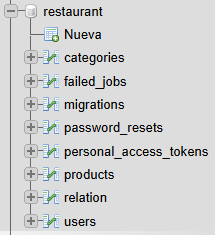 restaurant
Nueva
categories
failed_jobs
migrations
password_resets
personal_access_tokens
products
relation
users